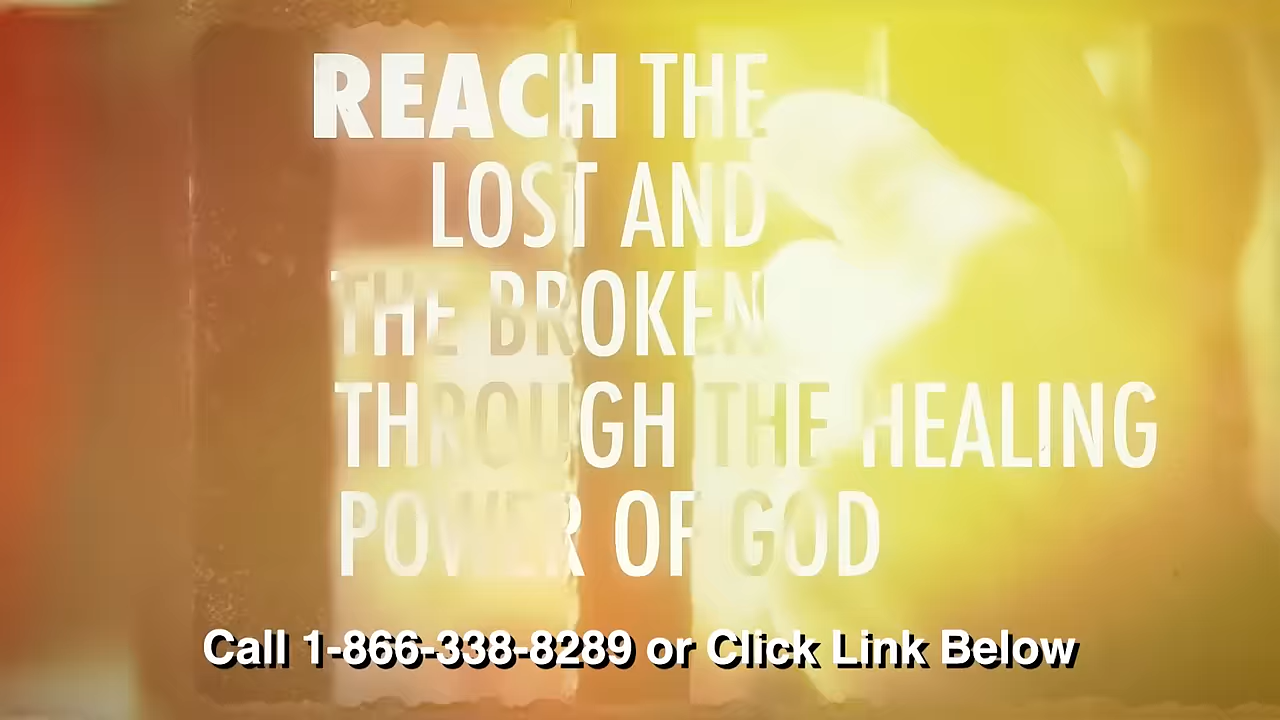 REACH THE
LOST AND
THE BROKEN
THROUGH THE HEALING
POWER OF GOD
Call 1-866-338-8289 or Click Link Below